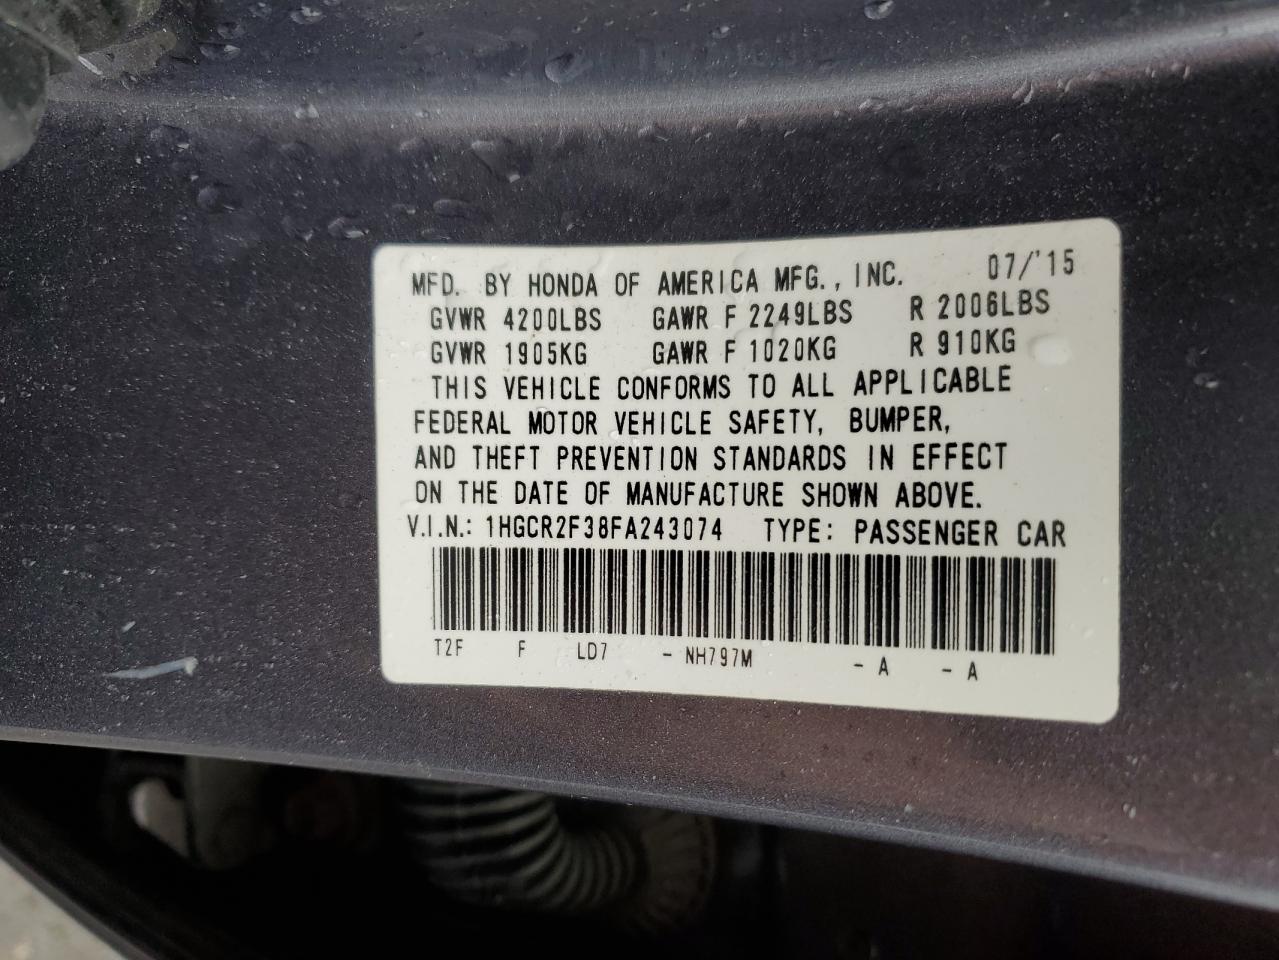 MFD. BY HONDA OF AMERICA MFG., INC. 07/'15
GVWR 4200LBS GAWR F 2249LBS R 2006LBS
GVWR 1905KG GAWR F 1020KG R 910KG
THIS VEHICLE CONFORMS TO ALL APPLICABLE
FEDERAL MOTOR VEHICLE SAFETY, BUMPER,
AND THEFT PREVENTION STANDARDS IN EFFECT
ON THE DATE OF MANUFACTURE SHOWN ABOVE.
V.I.N.: 1HGCR2F38FA243074 TYPE: PASSENGER CAR
T2F F LD7 - NH797M - A - A